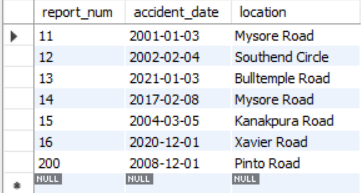 report_num accident_date location
11 2001-01-03 Mysore Road
12 2002-02-04 Southend Circle
13 2021-01-03 Bulltemple Road
14 2017-02-08 Mysore Road
15 2004-03-05 Kanakpura Road
16 2020-12-01 Xavier Road
200 2008-12-01 Pinto Road
NULL NULL NULL